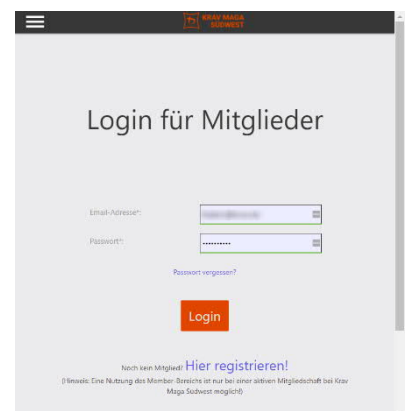 KRAV MAGA
SÜDWEST
Login für Mitglieder
Email-Adresse*:
Passwort*:
Passwort vergessen?
Login
Noch kein Mitglied? Hier registrieren!
(Hinweis: Eine Nutzung des Member-Bereichs ist nur bei einer aktiven Mitgliedschaft bei Krav
Maga Südwest möglich!)